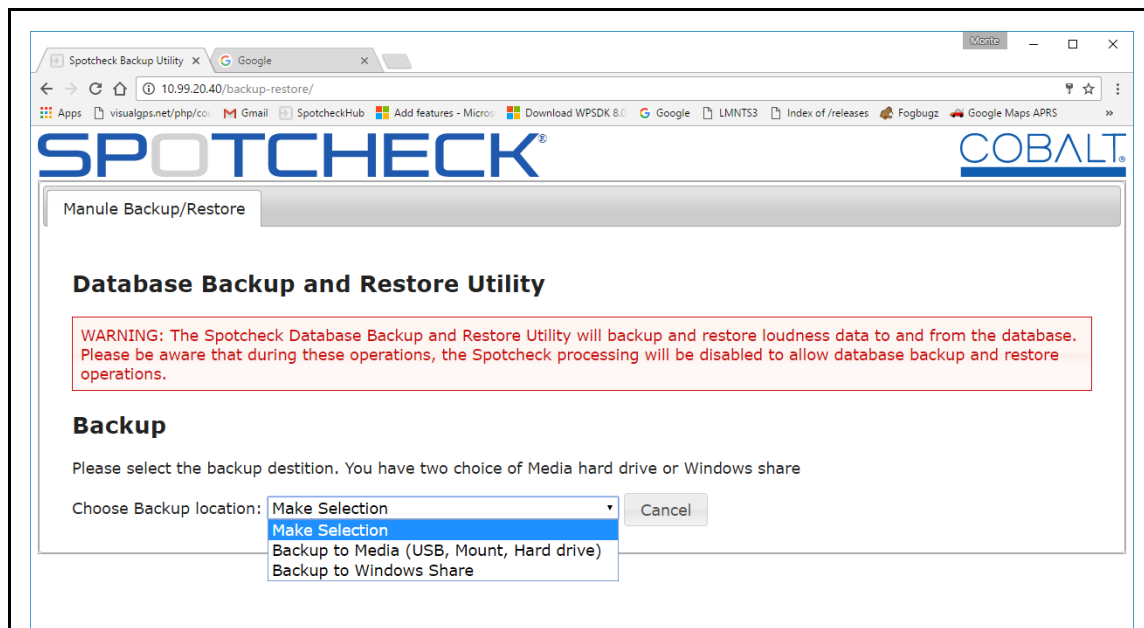 Monte
Spotcheck Backup Utility
Google
10.99.20.40/backup-restore/
Apps visualgps.net/php/cou Gmail SpotcheckHub Add features - Micros Download WPSDK 8.0 Google LMNTS3 Index of /releases Fogbugz Google Maps APRS »
SPOTCHECK®
COBALT®
Manule Backup/Restore
Database Backup and Restore Utility
WARNING: The Spotcheck Database Backup and Restore Utility will backup and restore loudness data to and from the database.
Please be aware that during these operations, the Spotcheck processing will be disabled to allow database backup and restore
operations.
Backup
Please select the backup destition. You have two choice of Media hard drive or Windows share
Choose Backup location: Make Selection Cancel
Make Selection
Backup to Media (USB, Mount, Hard drive)
Backup to Windows Share